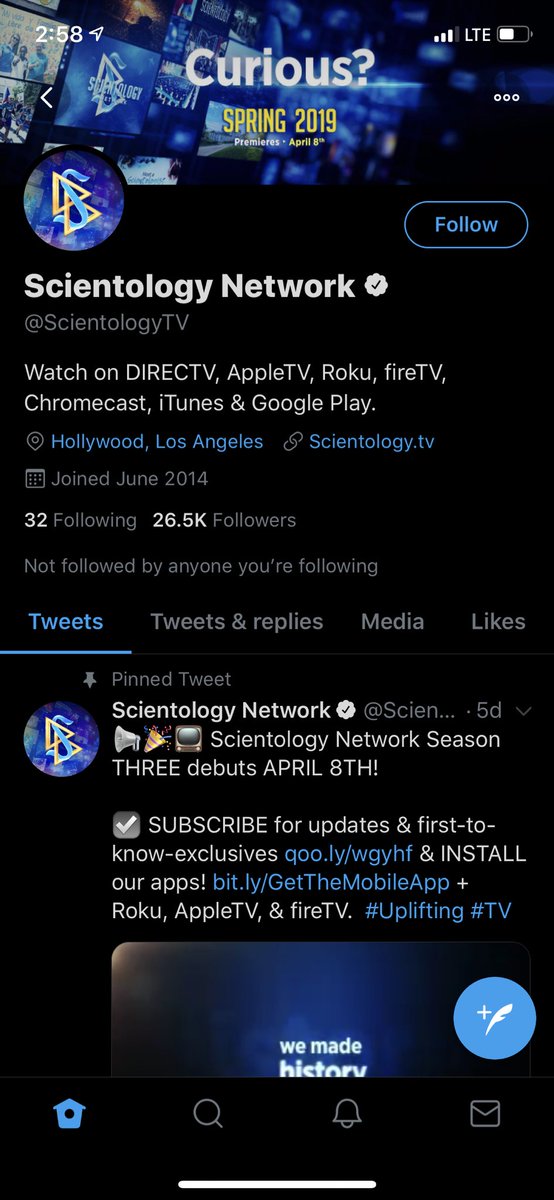 2:58
LTE
SCIENTOLOGY
Curious?
SPRING 2019
Premieres • April 8th
Follow
Scientology Network
@ScientologyTV
Watch on DIRECTV, AppleTV, Roku, fireTV,
Chromecast, iTunes & Google Play.
Hollywood, Los Angeles Scientology.tv
Joined June 2014
32 Following 26.5K Followers
Not followed by anyone you’re following
Tweets Tweets & replies Media Likes
Pinned Tweet
Scientology Network @Scien... · 5d
📢🎉📺 Scientology Network Season
THREE debuts APRIL 8TH!
☑️ SUBSCRIBE for updates & first-to-
know-exclusives qoo.ly/wgyhf & INSTALL
our apps! bit.ly/GetTheMobileApp +
Roku, AppleTV, & fireTV. #Uplifting #TV
we made
history